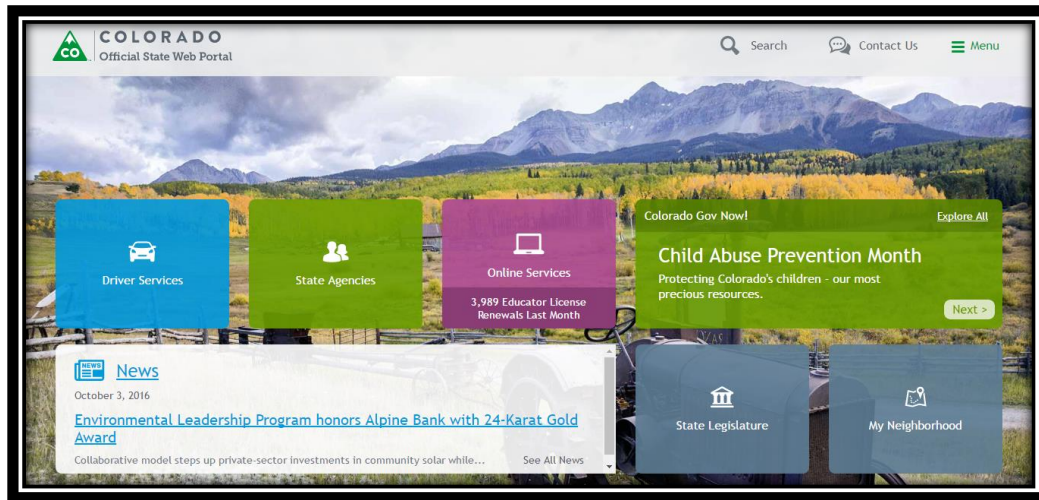 COLORADO
Official State Web Portal
CO
Search
Contact Us
Menu
Driver Services
State Agencies
Online Services
3,989 Educator License
Renewals Last Month
Colorado Gov Now!
Explore All
Child Abuse Prevention Month
Protecting Colorado's children - our most
precious resources.
Next >
NEWS
News
October 3, 2016
Environmental Leadership Program honors Alpine Bank with 24-Karat Gold
Award
Collaborative model steps up private-sector investments in community solar while...
See All News
State Legislature
My Neighborhood